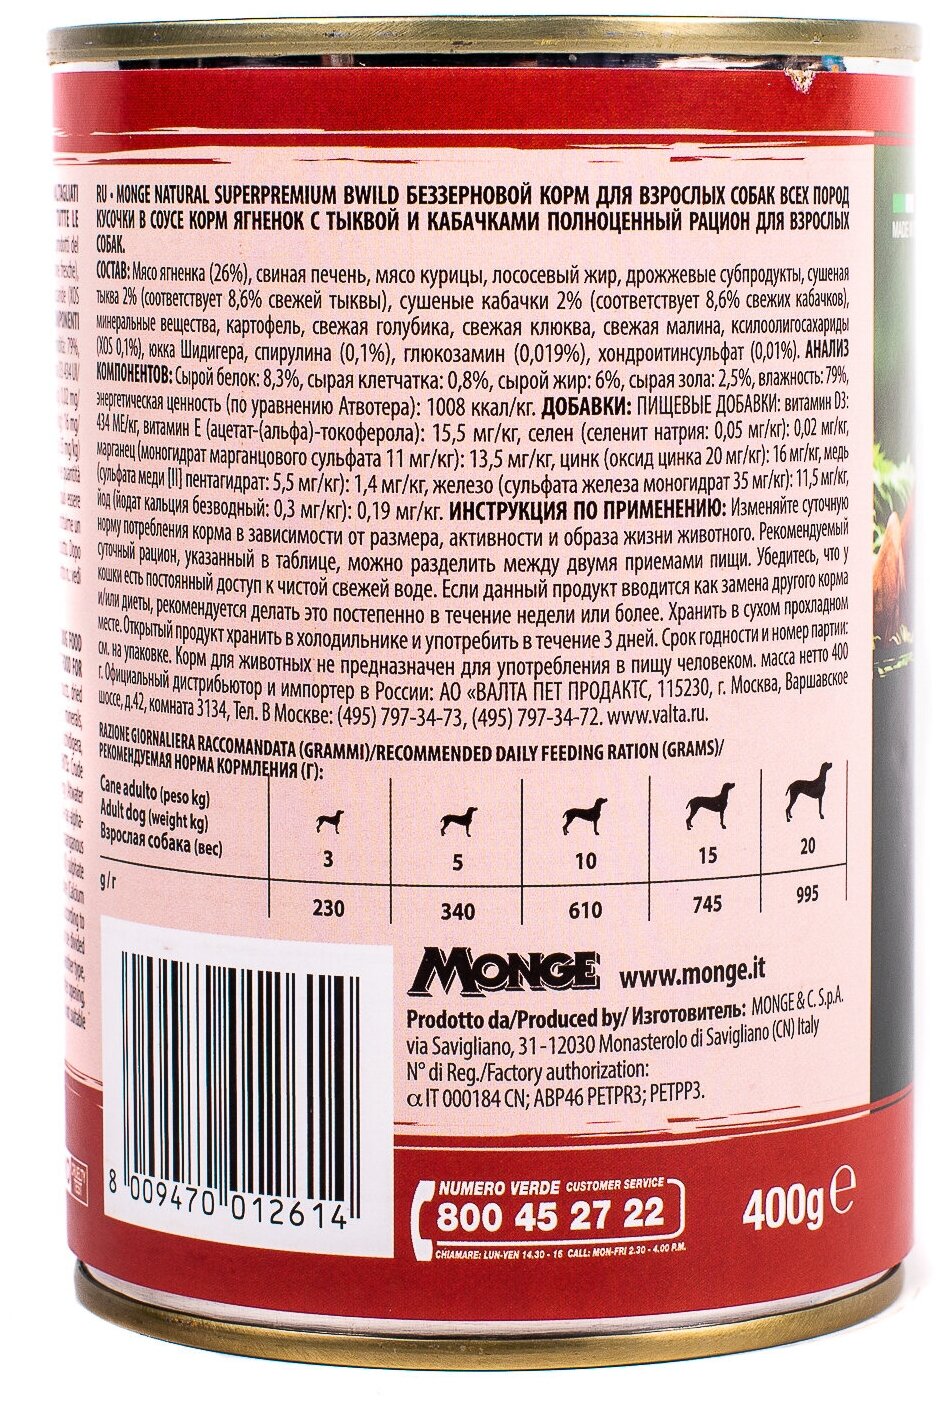 RU • MONGE NATURAL SUPERPREMIUM BWILD БЕЗЗЕРНОВОЙ КОРМ ДЛЯ ВЗРОСЛЫХ СОБАК ВСЕХ ПОРОД
КУСОЧКИ В СОУСЕ КОРМ ЯГНЕНОК С ТЫКВОЙ И КАБАЧКАМИ ПОЛНОЦЕННЫЙ РАЦИОН ДЛЯ ВЗРОСЛЫХ
СОБАК.
СОСТАВ: Мясо ягненка (26%), свиная печень, мясо курицы, лососевый жир, дрожжевые субпродукты, сушеная
тыква 2% (соответствует 8,6% свежей тыквы), сушеные кабачки 2% (соответствует 8,6% свежих кабачков),
минеральные вещества, картофель, свежая голубика, свежая клюква, свежая малина, ксилоолигосахариды
(XOS 0,1%), юкка Шидигера, спирулина (0,1%), глюкозамин (0,019%), хондроитинсульфат (0,01%). АНАЛИЗ
КОМПОНЕНТОВ: Сырой белок: 8,3%, сырая клетчатка: 0,8%, сырой жир: 6%, сырая зола: 2,5%, влажность: 79%,
энергетическая ценность (по уравнению Атвотера): 1008 ккал/кг. ДОБАВКИ: ПИЩЕВЫЕ ДОБАВКИ: витамин D3:
434 МЕ/кг, витамин Е (ацетат-(альфа)-токоферола): 15,5 мг/кг, селен (селенит натрия: 0,05 мг/кг): 0,02 мг/кг,
марганец (моногидрат марганцового сульфата 11 мг/кг): 13,5 мг/кг, цинк (оксид цинка 20 мг/кг): 16 мг/кг, медь
(сульфата меди [II] пентагидрат: 5,5 мг/кг): 1,4 мг/кг, железо (сульфата железа моногидрат 35 мг/кг): 11,5 мг/кг,
йод (йодат кальция безводный: 0,3 мг/кг): 0,19 мг/кг. ИНСТРУКЦИЯ ПО ПРИМЕНЕНИЮ: Изменяйте суточную
норму потребления корма в зависимости от размера, активности и образа жизни животного. Рекомендуемый
суточный рацион, указанный в таблице, можно разделить между двумя приемами пищи. Убедитесь, что у
кошки есть постоянный доступ к чистой свежей воде. Если данный продукт вводится как замена другого корма
и/или диеты, рекомендуется делать это постепенно в течение недели или более. Хранить в сухом прохладном
месте. Открытый продукт хранить в холодильнике и употребить в течение 3 дней. Срок годности и номер партии:
см. на упаковке. Корм для животных не предназначен для употребления в пищу человеком. масса нетто 400
г. Официальный дистрибьютор и импортер в России: АО «ВАЛТА ПЕТ ПРОДАКТС, 115230, г. Москва, Варшавское
шоссе, д.42, комната 3134, Тел. В Москве: (495) 797-34-73, (495) 797-34-72. www.valta.ru.
RAZIONE GIORNALIERA RACCOMANDATA (GRAMMI)/RECOMMENDED DAILY FEEDING RATION (GRAMS)/
РЕКОМЕНДУЕМАЯ НОРМА КОРМЛЕНИЯ (Г):
Cane adulto (peso kg)
Adult dog (weight kg)
Взрослая собака (вес)
3 5 10 15 20
g/г
230 340 610 745 995
MONGE www.monge.it
Prodotto da/Produced by/ Изготовитель: MONGE & C. S.p.A.
via Savigliano, 31 -12030 Monasterolo di Savigliano (CN) Italy
N° di Reg./Factory authorization:
α IT 000184 CN; ABP46 PETPR3; PETPP3.
8 009470 012614
NUMERO VERDE CUSTOMER SERVICE
800 45 27 22
CHIAMARE: LUN-VEN 14.30 - 16 CALL: MON-FRI 2.30 - 4.00 P.M.
400g e